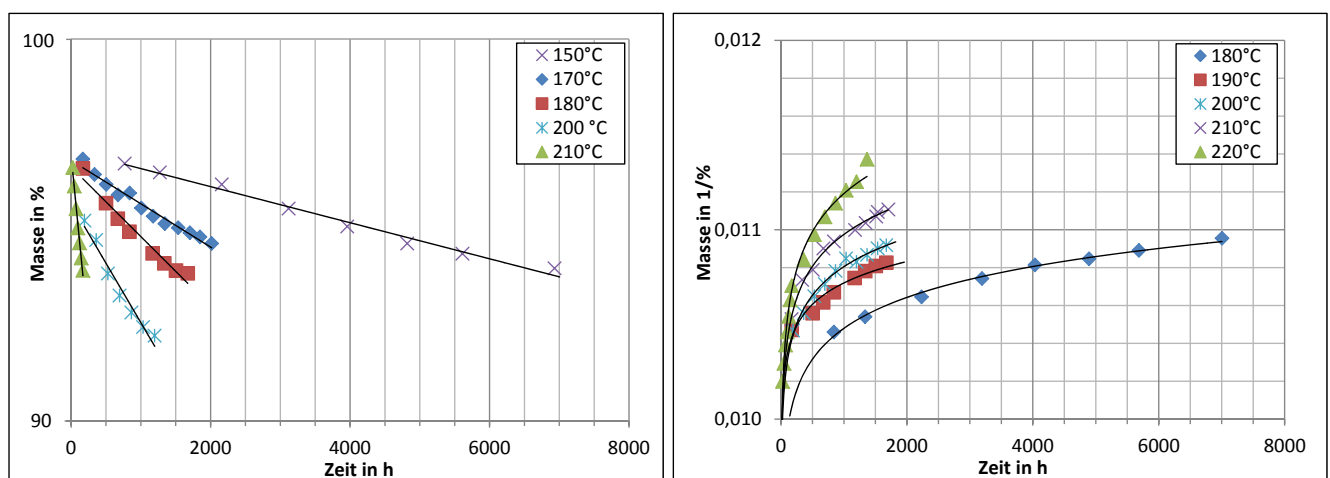 100
90
Masse in %
0
2000
4000
6000
8000
Zeit in h
150°C
170°C
180°C
200 °C
210°C
0,012
0,011
0,010
Masse in 1/%
0
2000
4000
6000
8000
Zeit in h
180°C
190°C
200°C
210°C
220°C